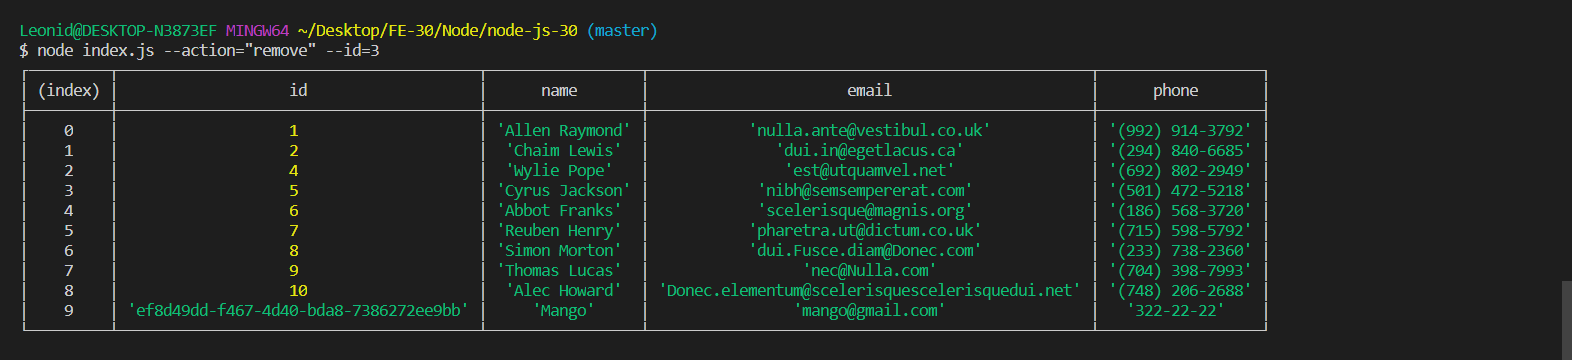 Leonid@DESKTOP-N3873EF MINGW64 ~/Desktop/FE-30/Node/node-js-30 (master)
$ node index.js --action="remove" --id=3
(index) id name email phone
0 1 'Allen Raymond' 'nulla.ante@vestibul.co.uk' '(992) 914-3792'
1 2 'Chaim Lewis' 'dui.in@egetlacus.ca' '(294) 840-6685'
2 4 'Wylie Pope' 'est@utquamvel.net' '(692) 802-2949'
3 5 'Cyrus Jackson' 'nibh@semsempererat.com' '(501) 472-5218'
4 6 'Abbot Franks' 'scelerisque@magnis.org' '(186) 568-3720'
5 7 'Reuben Henry' 'pharetra.ut@dictum.co.uk' '(715) 598-5792'
6 8 'Simon Morton' 'dui.Fusce.diam@Donec.com' '(233) 738-2360'
7 9 'Thomas Lucas' 'nec@Nulla.com' '(704) 398-7993'
8 10 'Alec Howard' 'Donec.elementum@scelerisquescelerisquedui.net' '(748) 206-2688'
9 'ef8d49dd-f467-4d40-bda8-7386272ee9bb' 'Mango' 'mango@gmail.com' '322-22-22'